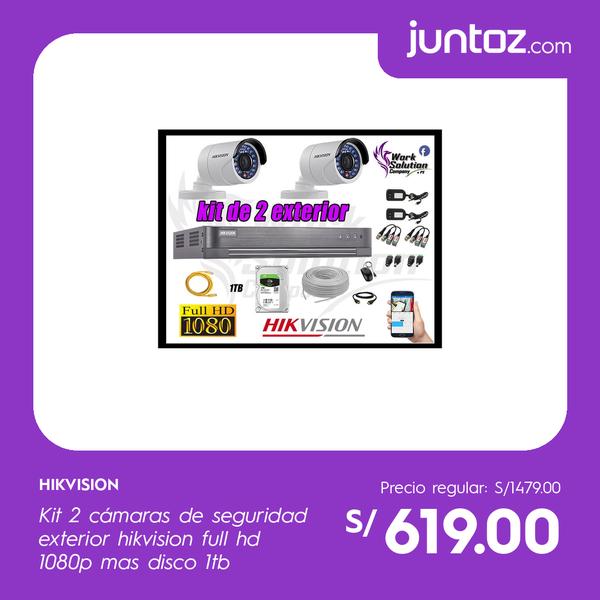 juntoz.com
HIKVISION
HIKVISION
Work
Solution
Company
kit de 2 exterior
HIKVISION
1TB
Full HD
1080
HIKVISION
HIKVISION
Kit 2 cámaras de seguridad
exterior hikvision full hd
1080p mas disco 1tb
Precio regular: S/1479.00
S/ 619.00